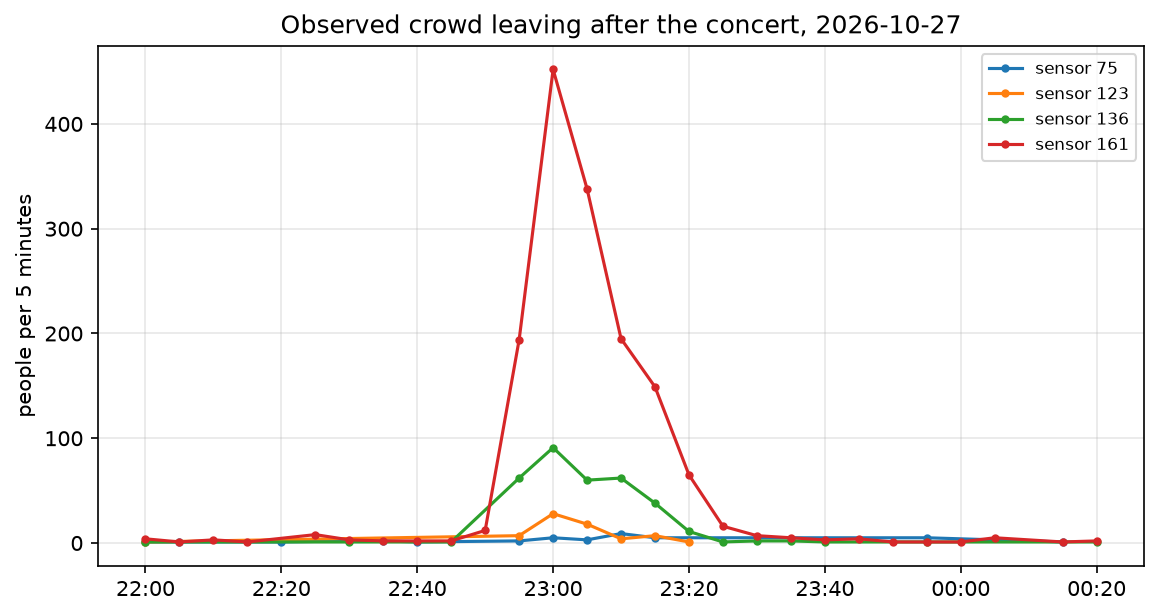 Observed crowd leaving after the concert, 2026-10-27
people per 5 minutes
400
300
200
100
0
22:00 22:20 22:40 23:00 23:20 23:40 00:00 00:20
sensor 75
sensor 123
sensor 136
sensor 161